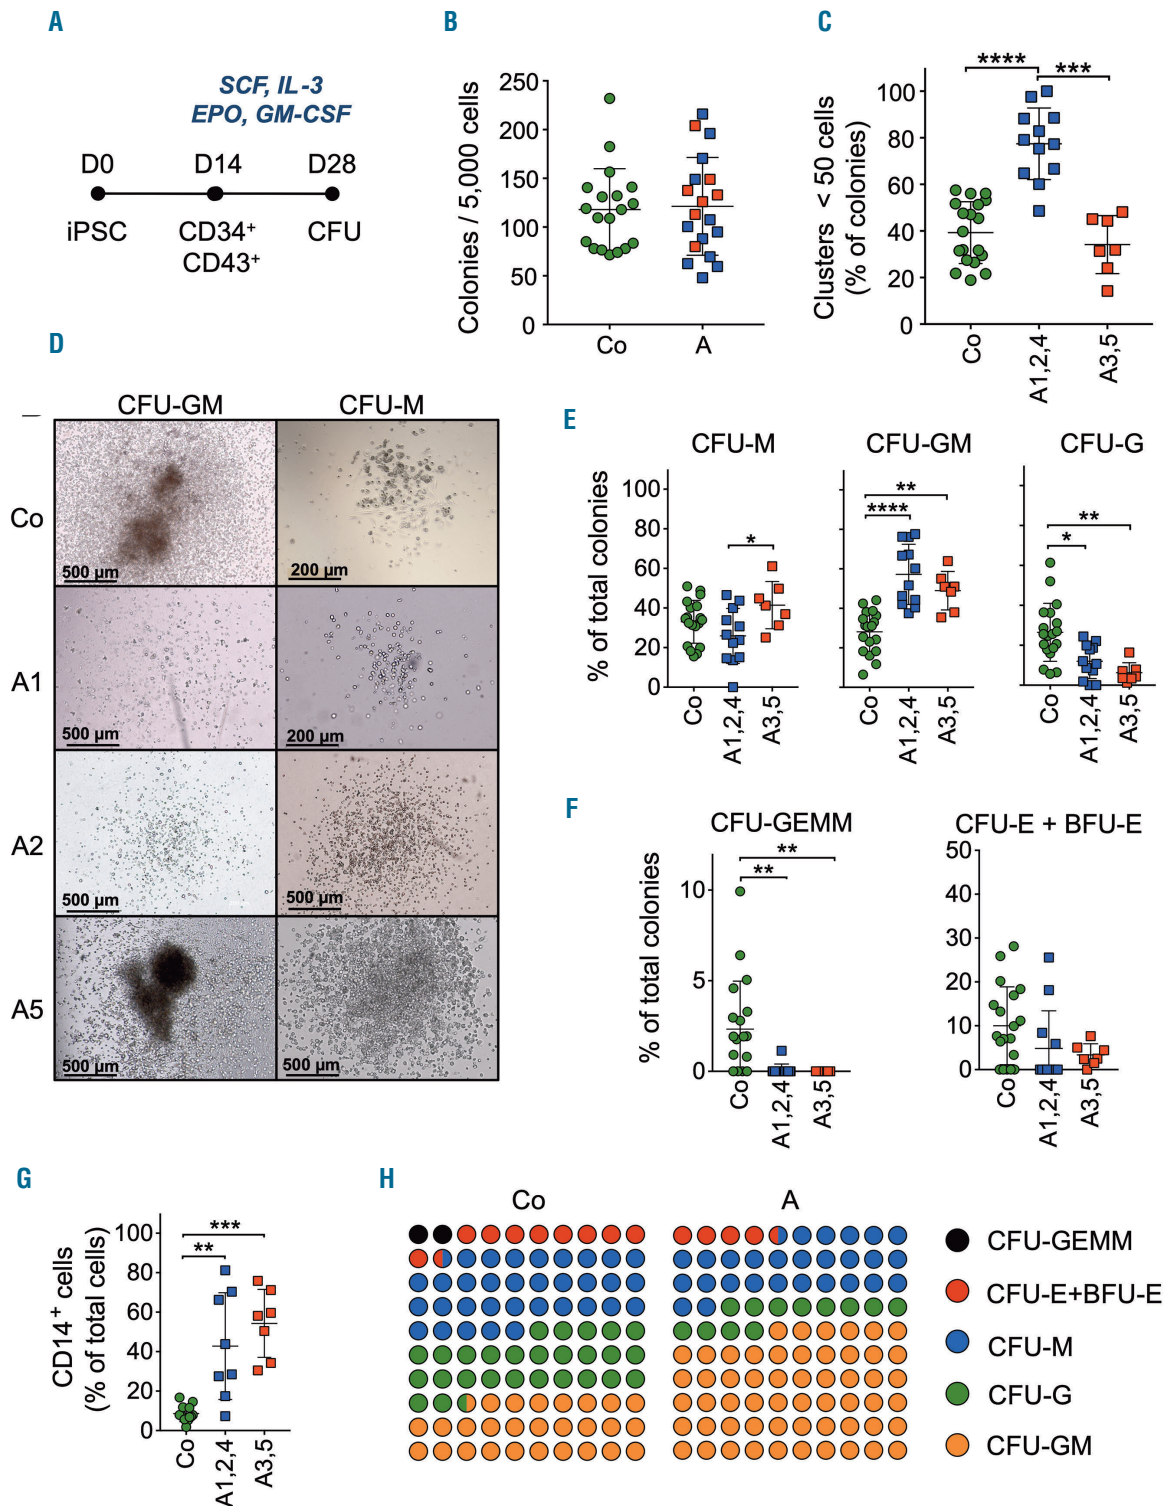 A
SCF, IL-3
EPO, GM-CSF
D0 D14 D28
iPSC CD34+ CFU
CD43+
B
Colonies / 5,000 cells
250
200
150
100
50
0
Co A
C
Clusters < 50 cells
(% of colonies)
**** ***
100
80
60
40
20
0
Co A1,2,4 A3,5
D
CFU-GM CFU-M
Co
500 µm 200 µm
A1
500 µm 200 µm
A2
500 µm 500 µm
A5
500 µm 500 µm
E
CFU-M CFU-GM CFU-G
% of total colonies
100
80
60
40
20
0
*
** ****
** *
Co A1,2,4 A3,5 Co A1,2,4 A3,5 Co A1,2,4 A3,5
F
CFU-GEMM CFU-E + BFU-E
% of total colonies
10
5
0
**
**
50
40
30
20
10
0
Co A1,2,4 A3,5 Co A1,2,4 A3,5
G
CD14+ cells
(% of total cells)
100
80
60
40
20
0
***
**
Co A1,2,4 A3,5
H
Co A
CFU-GEMM
CFU-E+BFU-E
CFU-M
CFU-G
CFU-GM